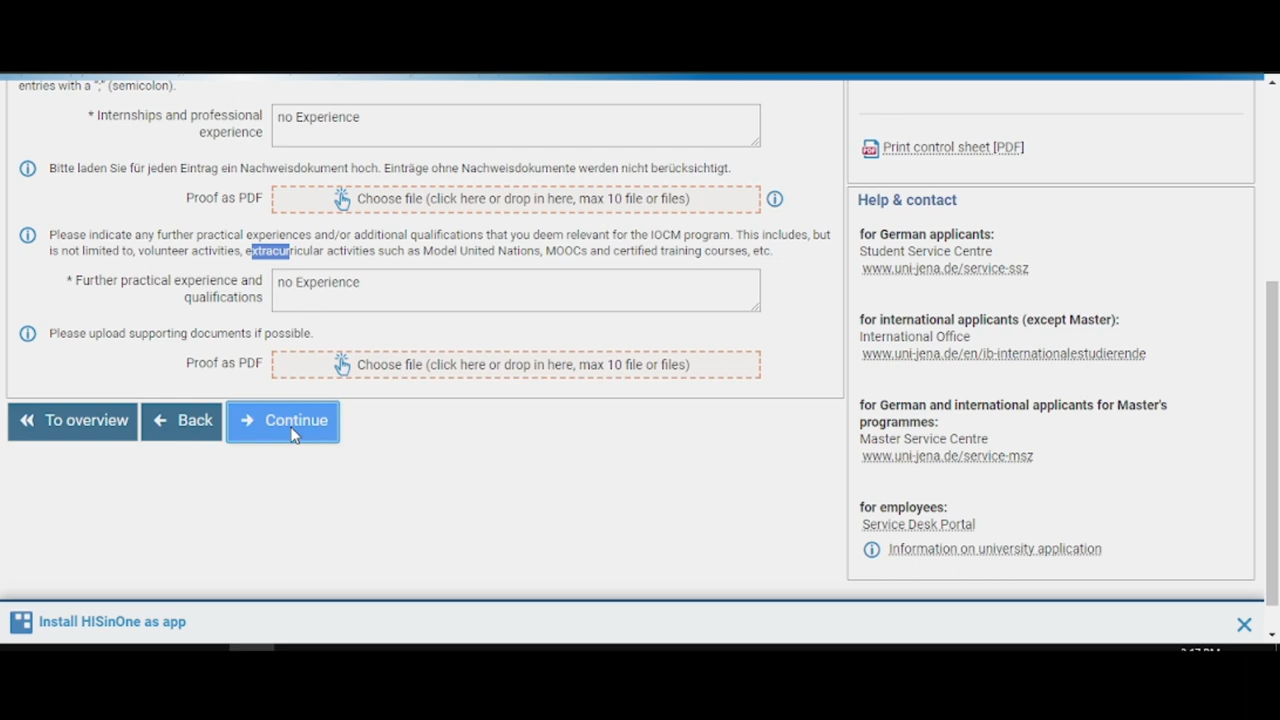 entries with a ";" (semicolon).
* Internships and professional experience
no Experience
Bitte laden Sie für jeden Eintrag ein Nachweisdokument hoch. Einträge ohne Nachweisdokumente werden nicht berücksichtigt.
Proof as PDF
Choose file (click here or drop in here, max 10 file or files)
Please indicate any further practical experiences and/or additional qualifications that you deem relevant for the IOCM program. This includes, but
is not limited to, volunteer activities, extracurricular activities such as Model United Nations, MOOCs and certified training courses, etc.
* Further practical experience and
qualifications
no Experience
Please upload supporting documents if possible.
Proof as PDF
Choose file (click here or drop in here, max 10 file or files)
To overview
Back
Continue
Print control sheet [PDF]
Help & contact
for German applicants:
Student Service Centre
www.uni-jena.de/service-ssz
for international applicants (except Master):
International Office
www.uni-jena.de/en/ib-internationalestudierende
for German and international applicants for Master's
programmes:
Master Service Centre
www.uni-jena.de/service-msz
for employees:
Service Desk Portal
Information on university application
Install HISinOne as app